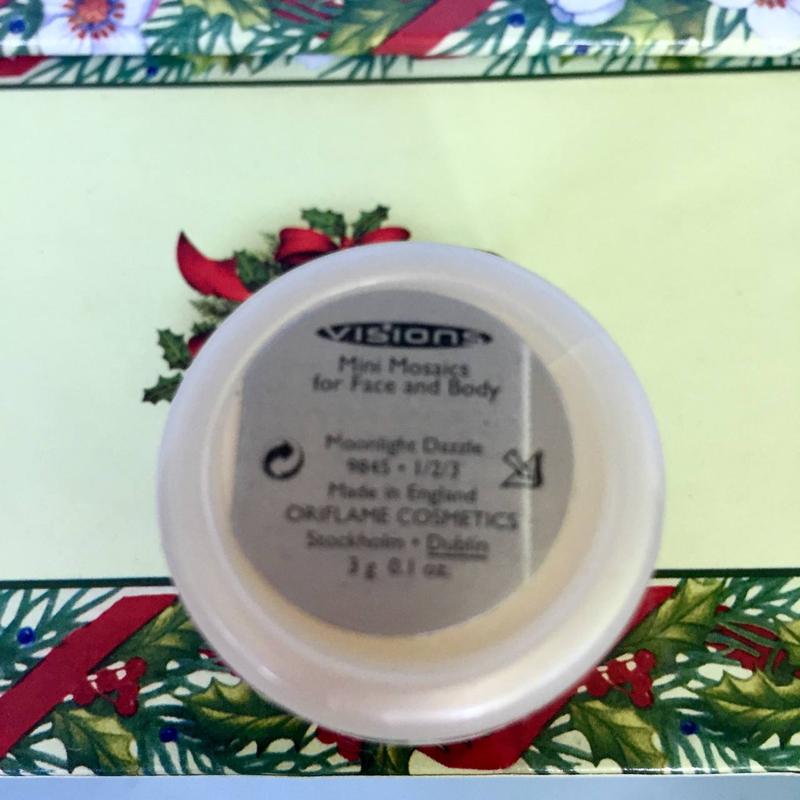 VISIONS
Mini Mosaics
for Face and Body
Moonlight Dazzle
9845 • 1/2/3
Made in England
ORIFLAME COSMETICS
Stockholm • Dublin
3 g 0.1 oz.